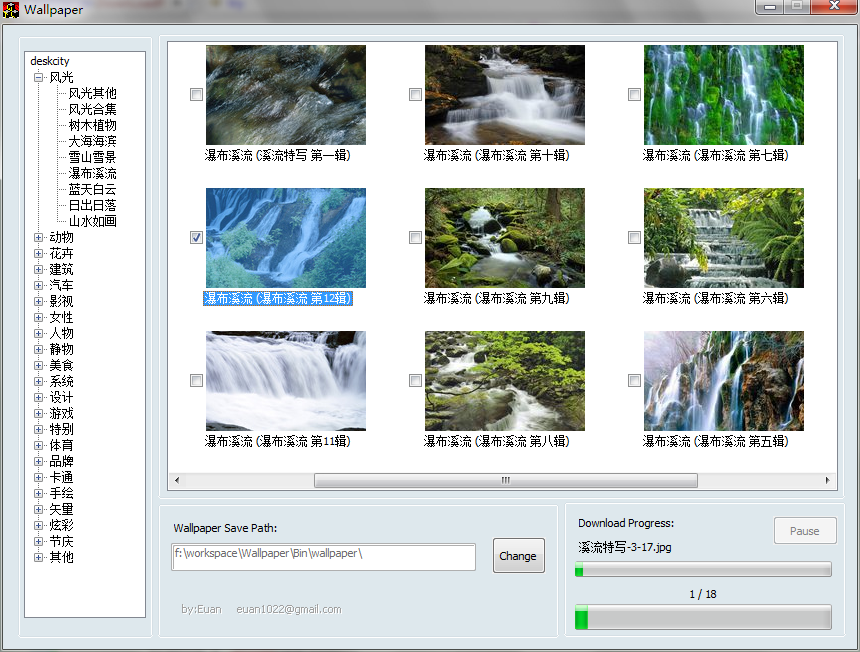 Wallpaper
deskcity
风光
风光其他
风光合集
树木植物
大海海滨
雪山雪景
瀑布溪流
蓝天白云
日出日落
山水如画
动物
花卉
建筑
汽车
影视
女性
人物
静物
美食
系统
设计
游戏
特别
体育
品牌
卡通
手绘
矢量
炫彩
节庆
其他
瀑布溪流 (溪流特写 第一辑)
瀑布溪流 (瀑布溪流 第十辑)
瀑布溪流 (瀑布溪流 第七辑)
瀑布溪流 (瀑布溪流 第12辑)
瀑布溪流 (瀑布溪流 第九辑)
瀑布溪流 (瀑布溪流 第六辑)
瀑布溪流 (瀑布溪流 第11辑)
瀑布溪流 (瀑布溪流 第八辑)
瀑布溪流 (瀑布溪流 第五辑)
Wallpaper Save Path:
f:\workspace\Wallpaper\Bin\wallpaper\
Change
by:Euan euan1022@gmail.com
Download Progress:
Pause
溪流特写-3-17.jpg
1 / 18